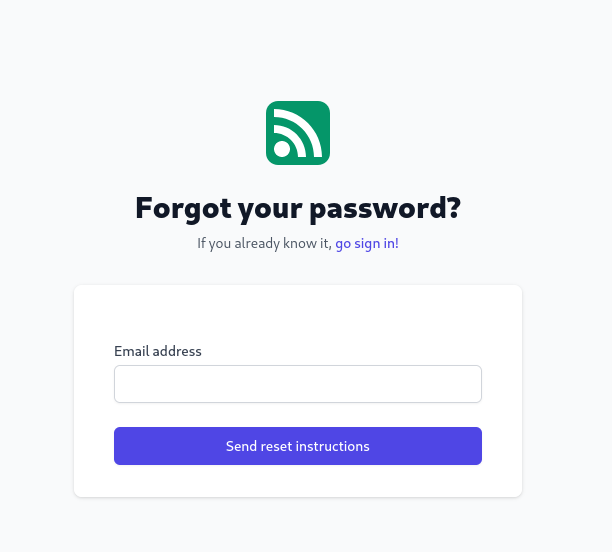 Forgot your password?
If you already know it, go sign in!
Email address
Send reset instructions